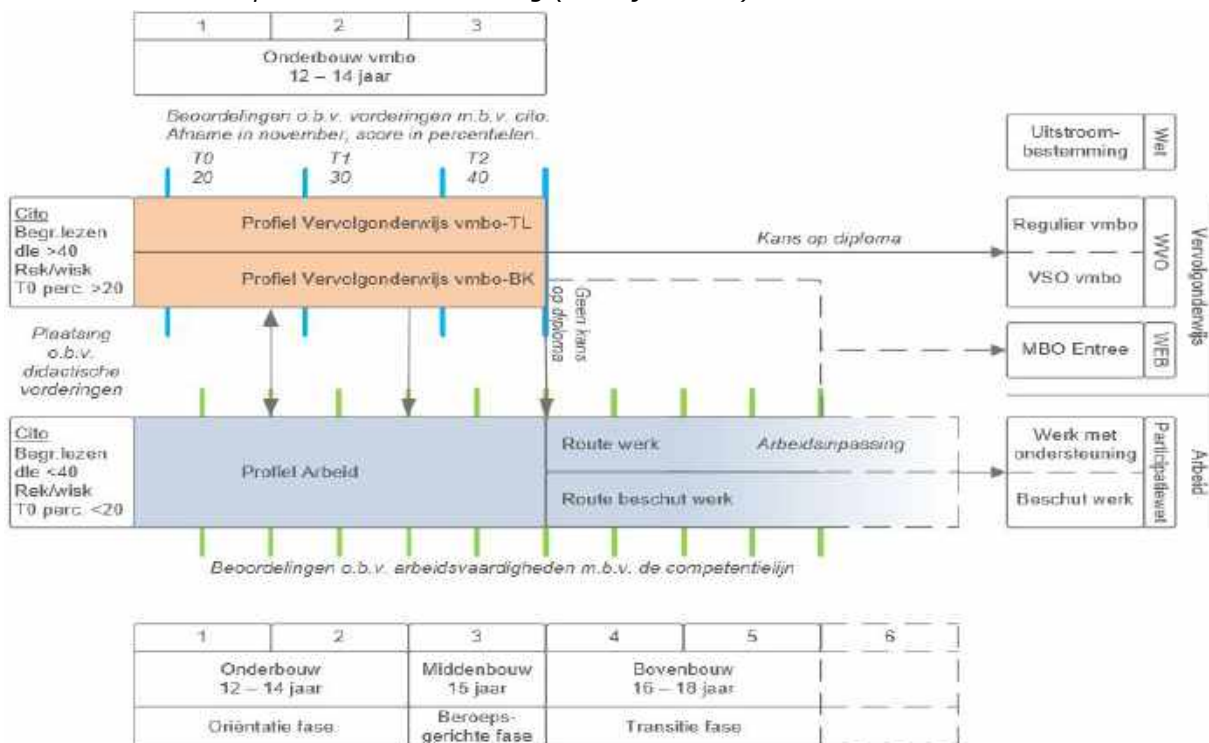 1 2 3
Onderbouw vmbo
12 – 14 jaar
Beoordelingen o.b.v. vorderingen m.b.v. cito.
Afname in november, score in percentielen.
T0 T1 T2
20 30 40
Cito
Begr.lezen
dle >40
Rek/wisk
T0 perc. >20
Profiel Vervolgonderwijs vmbo-TL
Profiel Vervolgonderwijs vmbo-BK
Kans op diploma
Geen kans
op diploma
Uitstroom-
bestemming
Wet
Regulier vmbo
VSO vmbo
WVO
MBO Entree
WEB
Vervolgonderwijs
Plaatsing
o.b.v.
didactische
vorderingen
Cito
Begr.lezen
dle <40
Rek/wisk
T0 perc. <20
Profiel Arbeid
Route werk
Arbeidsinpassing
Route beschut werk
Werk met
ondersteuning
Beschut werk
Participatiewet
Arbeid
Beoordelingen o.b.v. arbeidsvaardigheden m.b.v. de competentielijn
1 2 3 4 5 6
Onderbouw
12 – 14 jaar
Middenbouw
15 jaar
Bovenbouw
16 – 18 jaar
Oriëntatie fase
Beroeps-
gerichte fase
Transitie fase